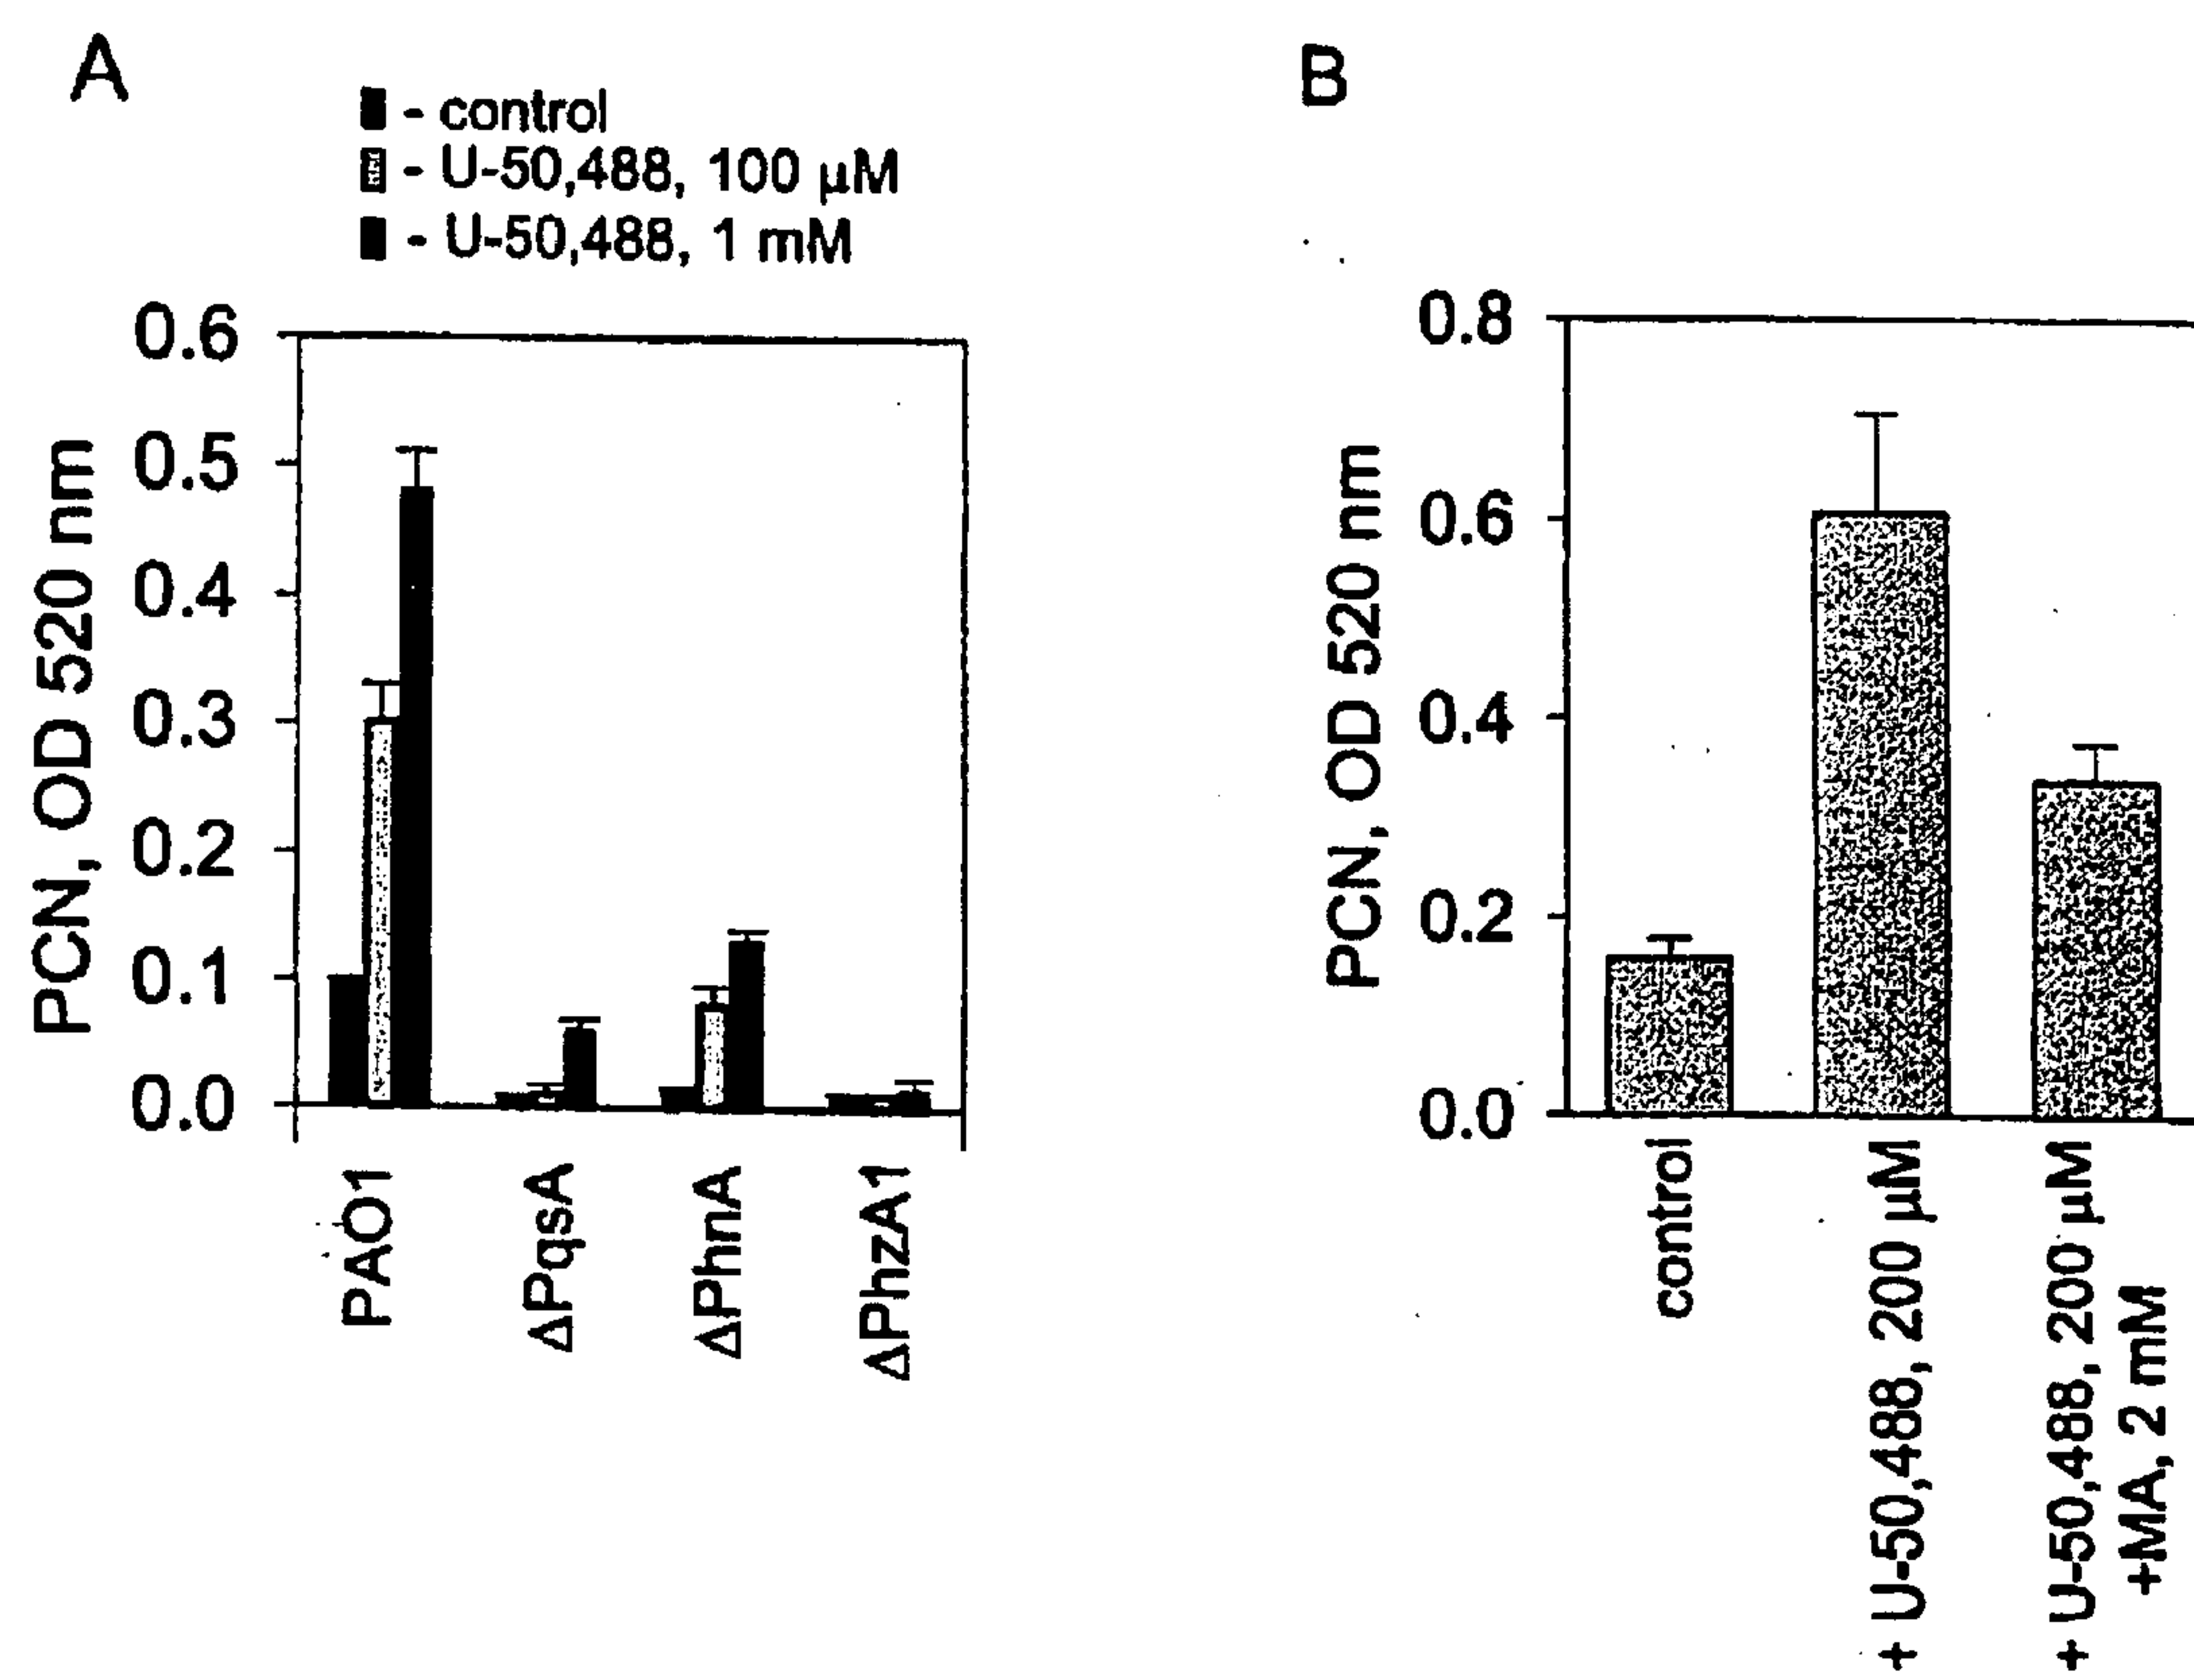 A
- control
- U-50,488, 100 µM
- U-50,488, 1 mM
PCN, OD 520 nm
0.6
0.5
0.4
0.3
0.2
0.1
0.0
PAO1
ΔPqsA
ΔPhnA
ΔPhzA1
B
PCN, OD 520 nm
0.8
0.6
0.4
0.2
0.0
control
+ U-50,488, 200 µM
+ U-50,488, 200 µM
+MA, 2 mM